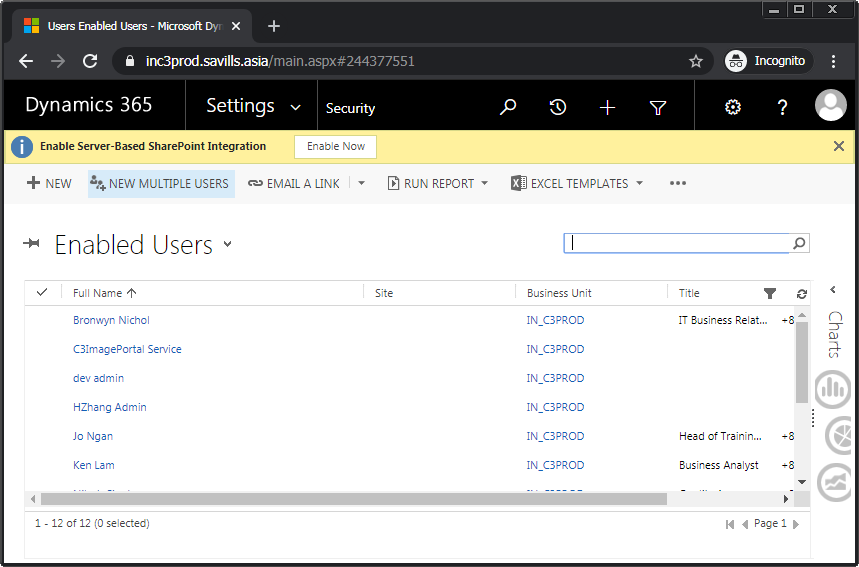 Users Enabled Users - Microsoft Dyn
inc3prod.savills.asia/main.aspx#244377551
Incognito
Dynamics 365
Settings
Security
Enable Server-Based SharePoint Integration
Enable Now
NEW
NEW MULTIPLE USERS
EMAIL A LINK
RUN REPORT
EXCEL TEMPLATES
Enabled Users
Full Name Site Business Unit Title
Bronwyn Nichol IN_C3PROD IT Business Relat... +8
C3ImagePortal Service IN_C3PROD
dev admin IN_C3PROD
HZhang Admin IN_C3PROD
Jo Ngan IN_C3PROD Head of Trainin... +8
Ken Lam IN_C3PROD Business Analyst +8
Charts
1 - 12 of 12 (0 selected)
Page 1